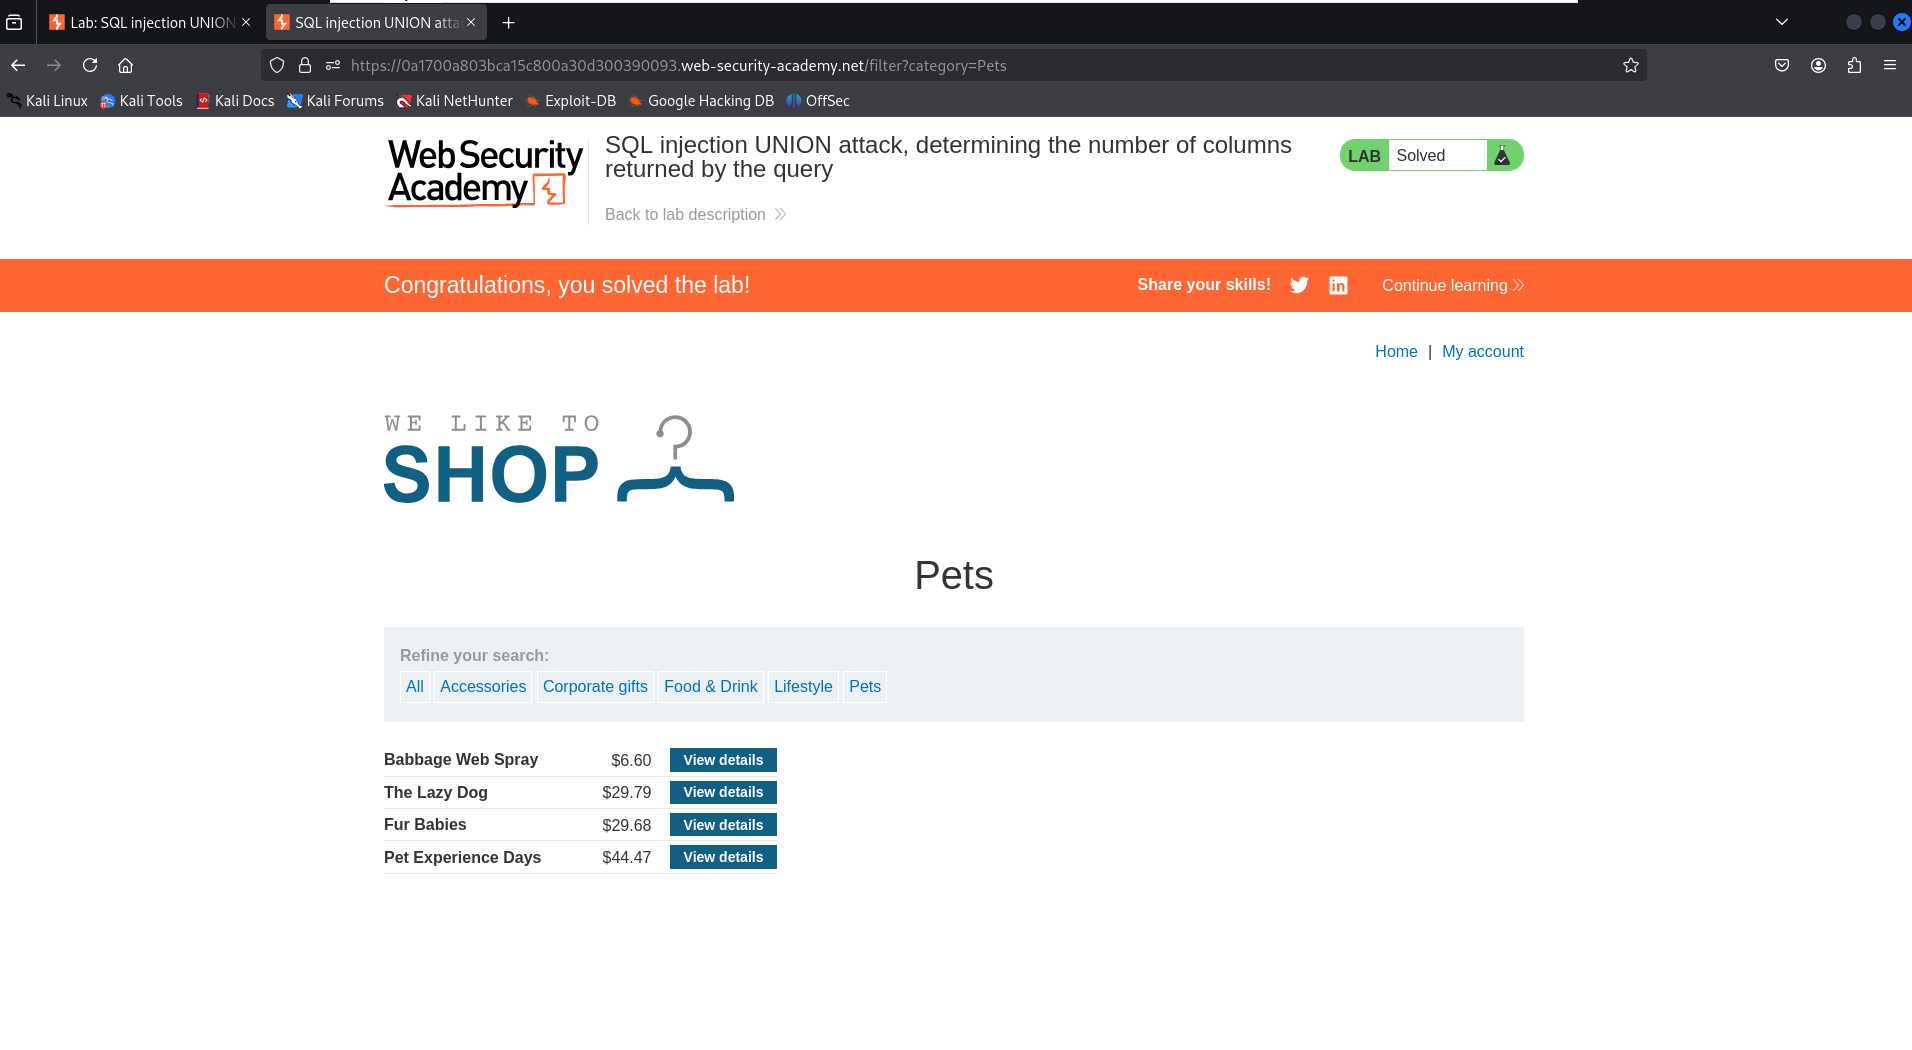 Lab: SQL injection UNION
SQL injection UNION atta
https://0a1700a803bca15c800a30d300390093.web-security-academy.net/filter?category=Pets
Kali Linux Kali Tools Kali Docs Kali Forums Kali NetHunter Exploit-DB Google Hacking DB OffSec
WebSecurity
Academy
SQL injection UNION attack, determining the number of columns
returned by the query
Back to lab description
LAB Solved
Congratulations, you solved the lab!
Share your skills!
Continue learning
Home | My account
WE LIKE TO
SHOP
Pets
Refine your search:
All Accessories Corporate gifts Food & Drink Lifestyle Pets
Babbage Web Spray $6.60 View details
The Lazy Dog $29.79 View details
Fur Babies $29.68 View details
Pet Experience Days $44.47 View details